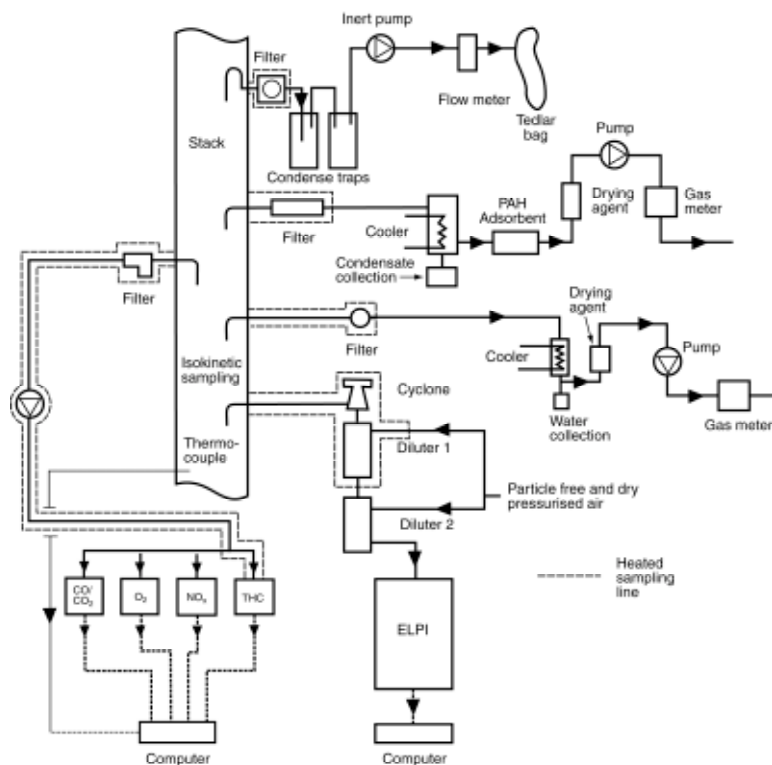 Inert pump
Filter
Flow meter
Tedlar
bag
Stack
Condense traps
Pump
PAH
Adsorbent
Drying
agent
Gas
meter
Cooler
Filter
Condensate
collection
Filter
Drying
agent
Isokinetic
sampling
Filter
Cooler
Pump
Cyclone
Water
collection
Gas meter
Thermo-
couple
Diluter 1
Particle free and dry
pressurised air
Diluter 2
Heated
sampling
line
CO/
CO₂
O₂
NOₓ
THC
ELPI
Computer
Computer